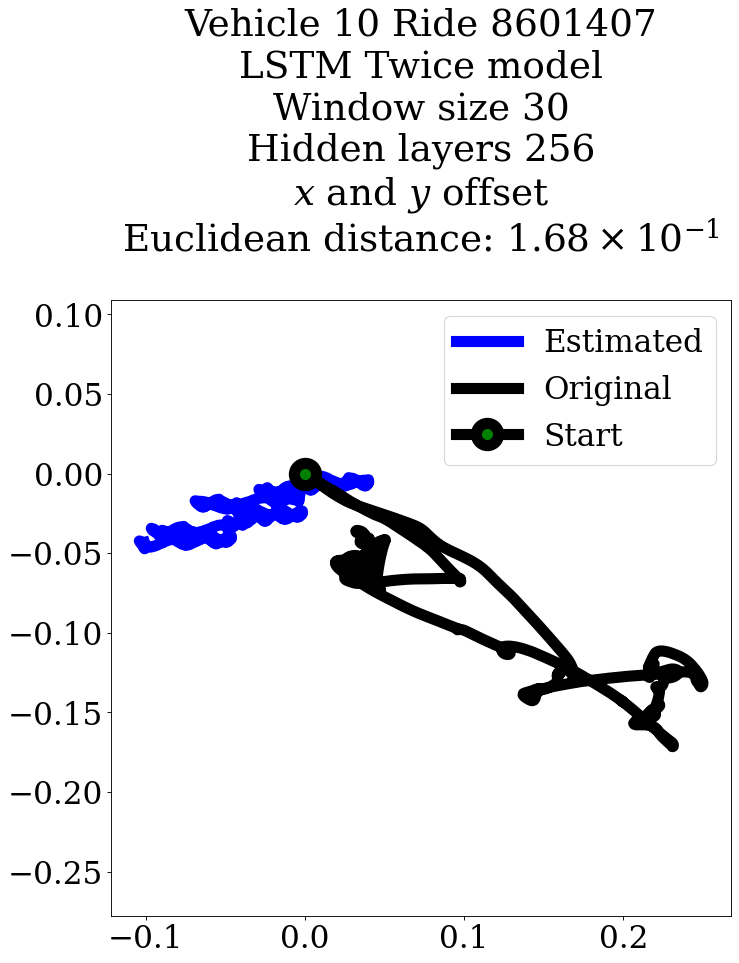 Vehicle 10 Ride 8601407
LSTM Twice model
Window size 30
Hidden layers 256
x and y offset
Euclidean distance: 1.68 × 10⁻¹
Estimated
Original
Start
0.10
0.05
0.00
−0.05
−0.10
−0.15
−0.20
−0.25
−0.1 0.0 0.1 0.2